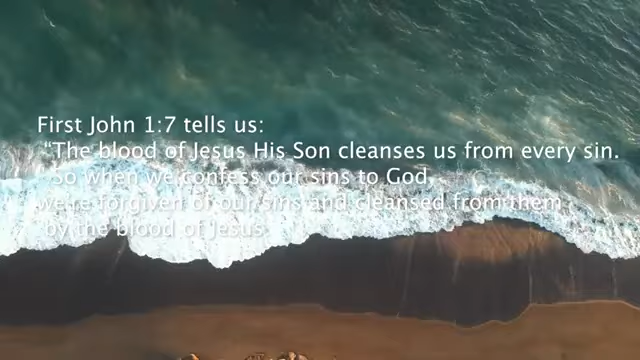 First John 1:7 tells us:
"The blood of Jesus His Son cleanses us from every sin.
So when we confess our sins to God,
we're forgiven of our sins and cleansed from them
by the blood of Jesus.